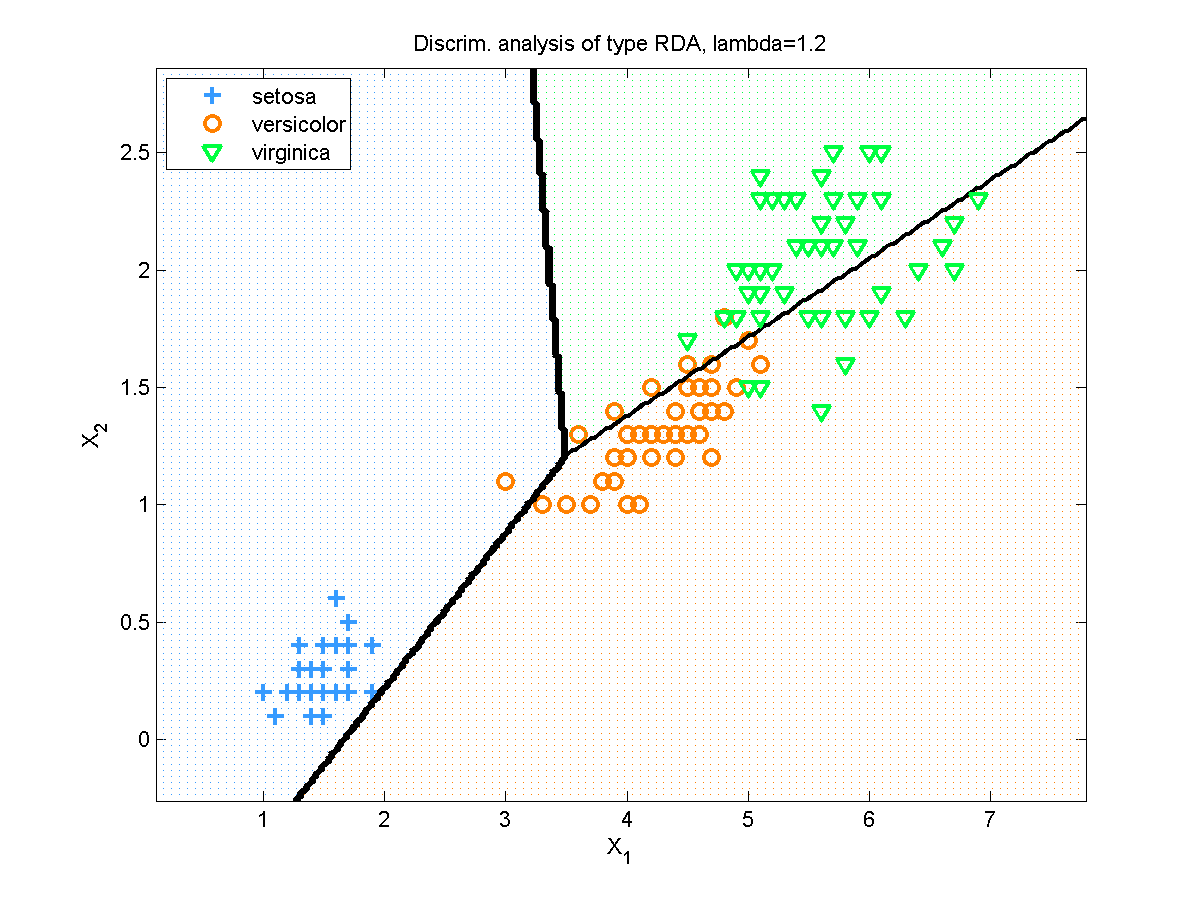 Discrim. analysis of type RDA, lambda=1.2
setosa
versicolor
virginica
2.5
2
1.5
1
0.5
0
X2
1 2 3 4 5 6 7
X1